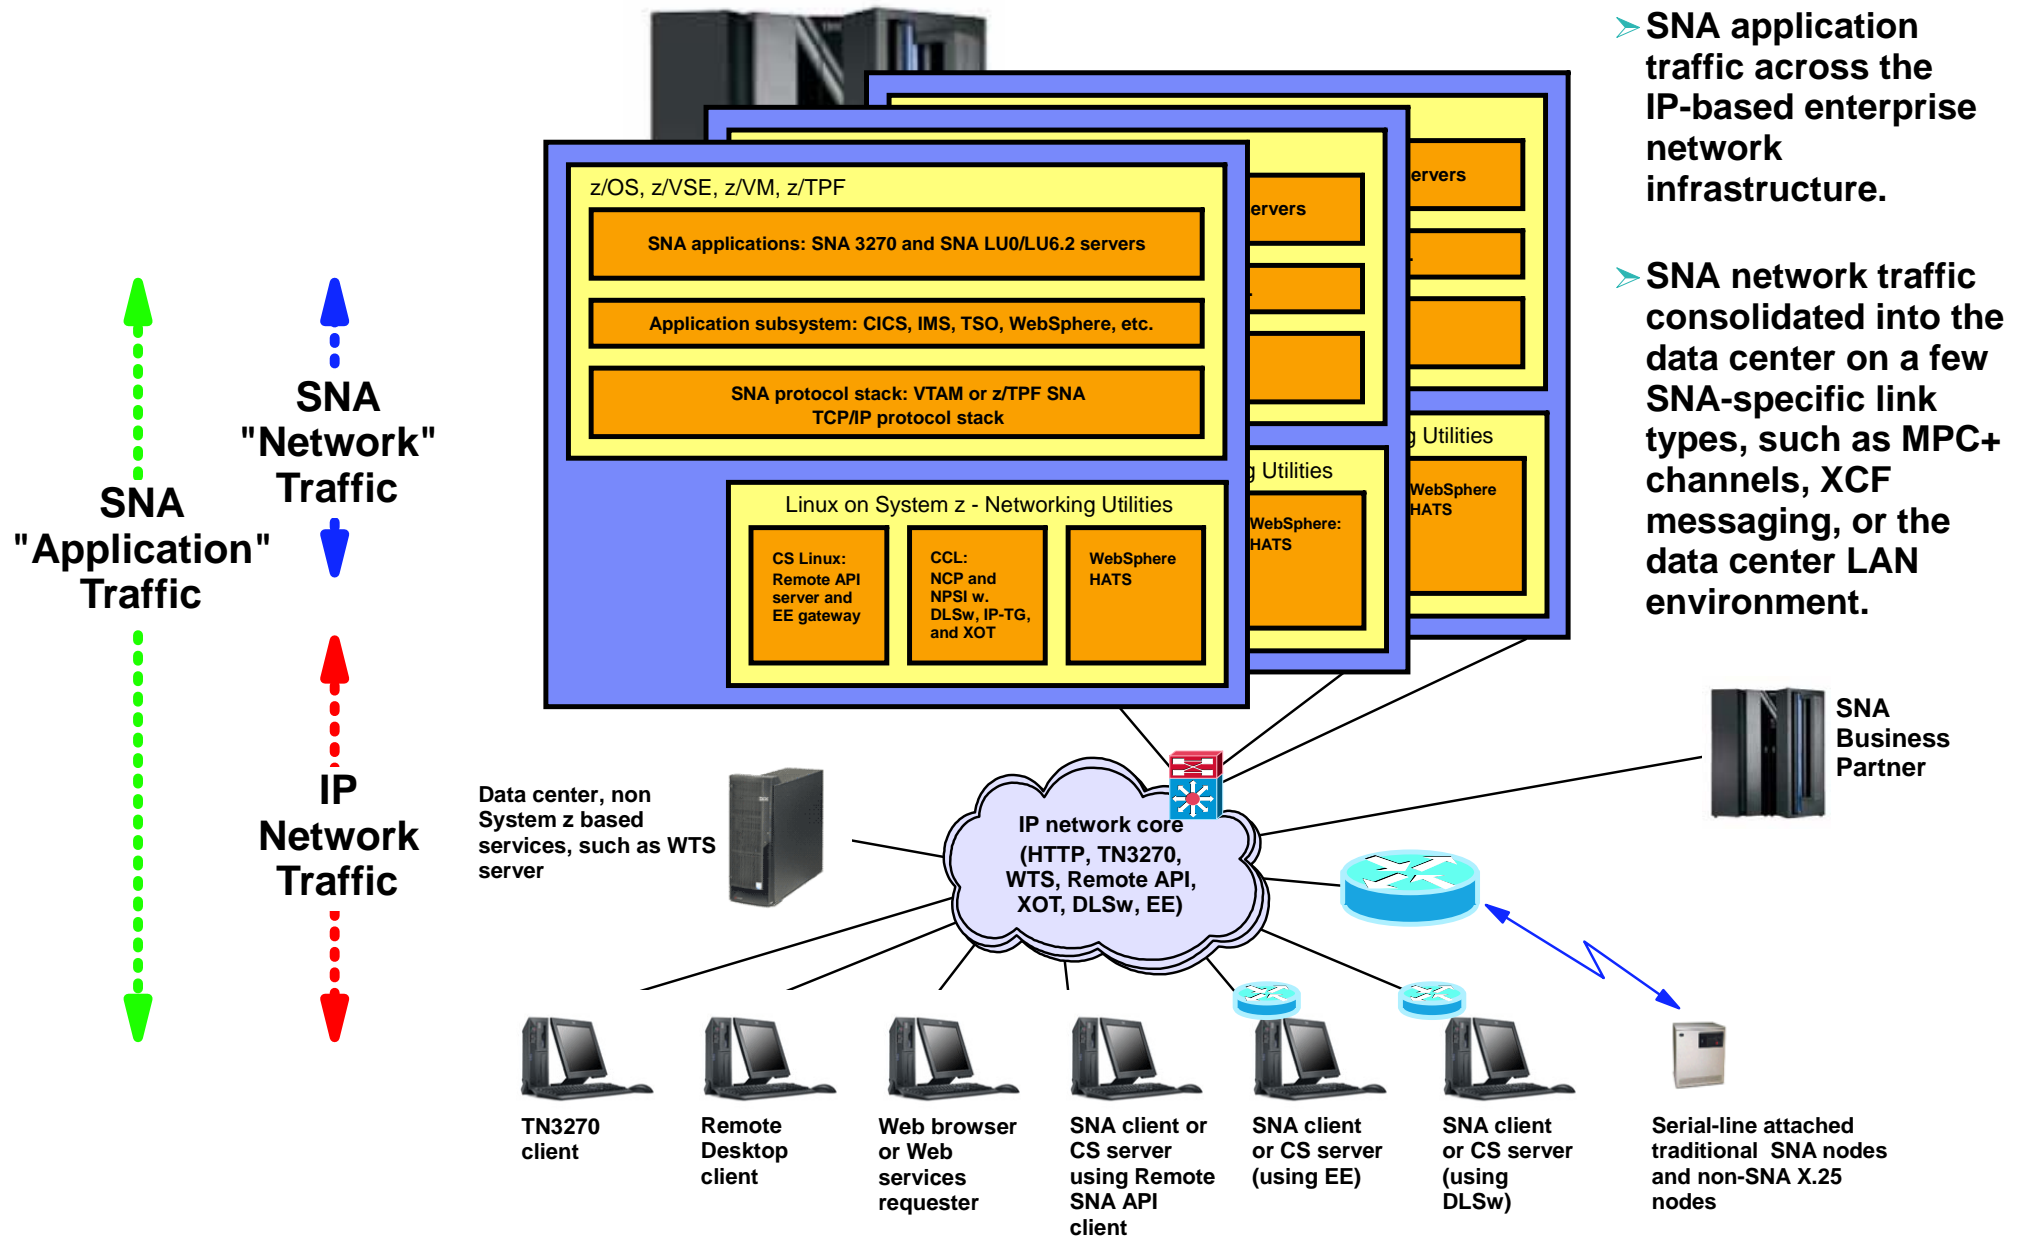 SNA application
traffic across the
IP-based enterprise
network
infrastructure.
SNA network traffic
consolidated into the
data center on a few
SNA-specific link
types, such as MPC+
channels, XCF
messaging, or the
data center LAN
environment.
z/OS, z/VSE, z/VM, z/TPF
SNA applications: SNA 3270 and SNA LU0/LU6.2 servers
Application subsystem: CICS, IMS, TSO, WebSphere, etc.
SNA protocol stack: VTAM or z/TPF SNA
TCP/IP protocol stack
Linux on System z - Networking Utilities
CS Linux:
Remote API
server and
EE gateway
CCL:
NCP and
NPSI w.
DLSw, IP-TG,
and XOT
WebSphere
HATS
ervers
.
g Utilities
WebSphere:
HATS
ervers
.
g Utilities
WebSphere
HATS
SNA
"Application"
Traffic
SNA
"Network"
Traffic
IP
Network
Traffic
Data center, non
System z based
services, such as WTS
server
IP network core
(HTTP, TN3270,
WTS, Remote API,
XOT, DLSw, EE)
SNA
Business
Partner
TN3270
client
Remote
Desktop
client
Web browser
or Web
services
requester
SNA client or
CS server
using Remote
SNA API
client
SNA client
or CS server
(using EE)
SNA client
or CS server
(using
DLSw)
Serial-line attached
traditional SNA nodes
and non-SNA X.25
nodes